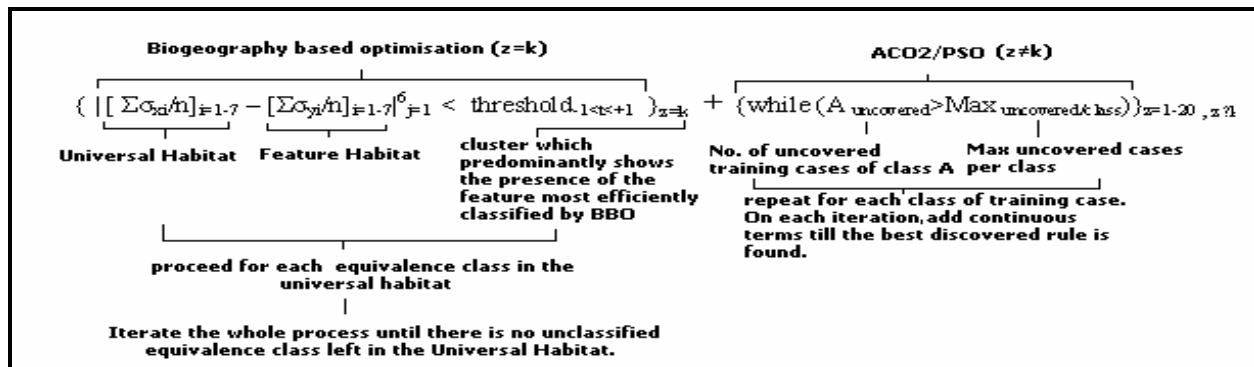 Biogeography based optimisation (z=k)
ACO2/PSO (z≠k)
{ |[ Σσxi/n]i=1-7 – [Σσyi/n]i=1-7|6j=1 < threshold.1<t<+1 }z=k + {while(A uncovered>Max uncovered/class))}z=1-20 , z
Universal Habitat
Feature Habitat
cluster which
predominantly shows
the presence of the
feature most efficiently
classified by BBO
No. of uncovered
training cases of class A
Max uncovered cases
per class
repeat for each class of training case.
On each iteration,add continuous
terms till the best discovered rule is
found.
proceed for each equivalence class in the
universal habitat
Iterate the whole process until there is no unclassified
equivalence class left in the Universal Habitat.